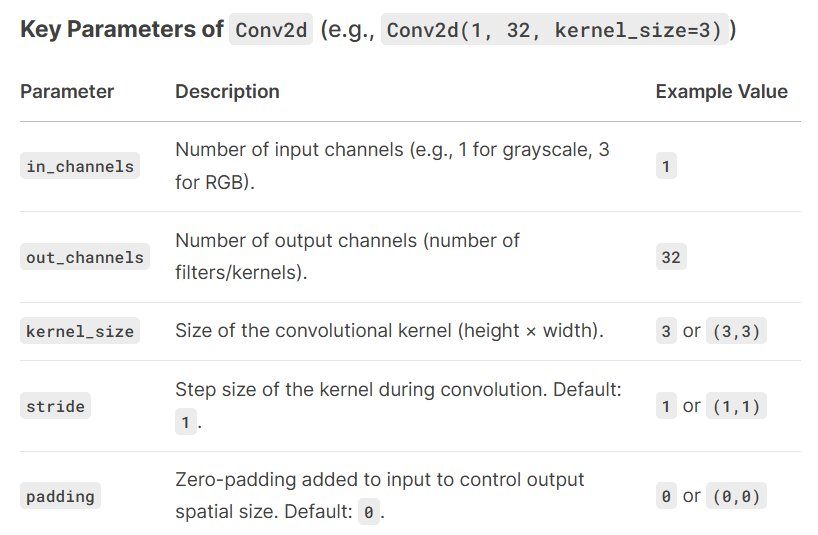 Key Parameters of Conv2d (e.g., Conv2d(1, 32, kernel_size=3))
Parameter Description Example Value
in_channels Number of input channels (e.g., 1 for grayscale, 3 1
for RGB).
out_channels Number of output channels (number of 32
filters/kernels).
kernel_size Size of the convolutional kernel (height × width). 3 or (3,3)
stride Step size of the kernel during convolution. Default: 1 or (1,1)
1.
padding Zero-padding added to input to control output 0 or (0,0)
spatial size. Default: 0.